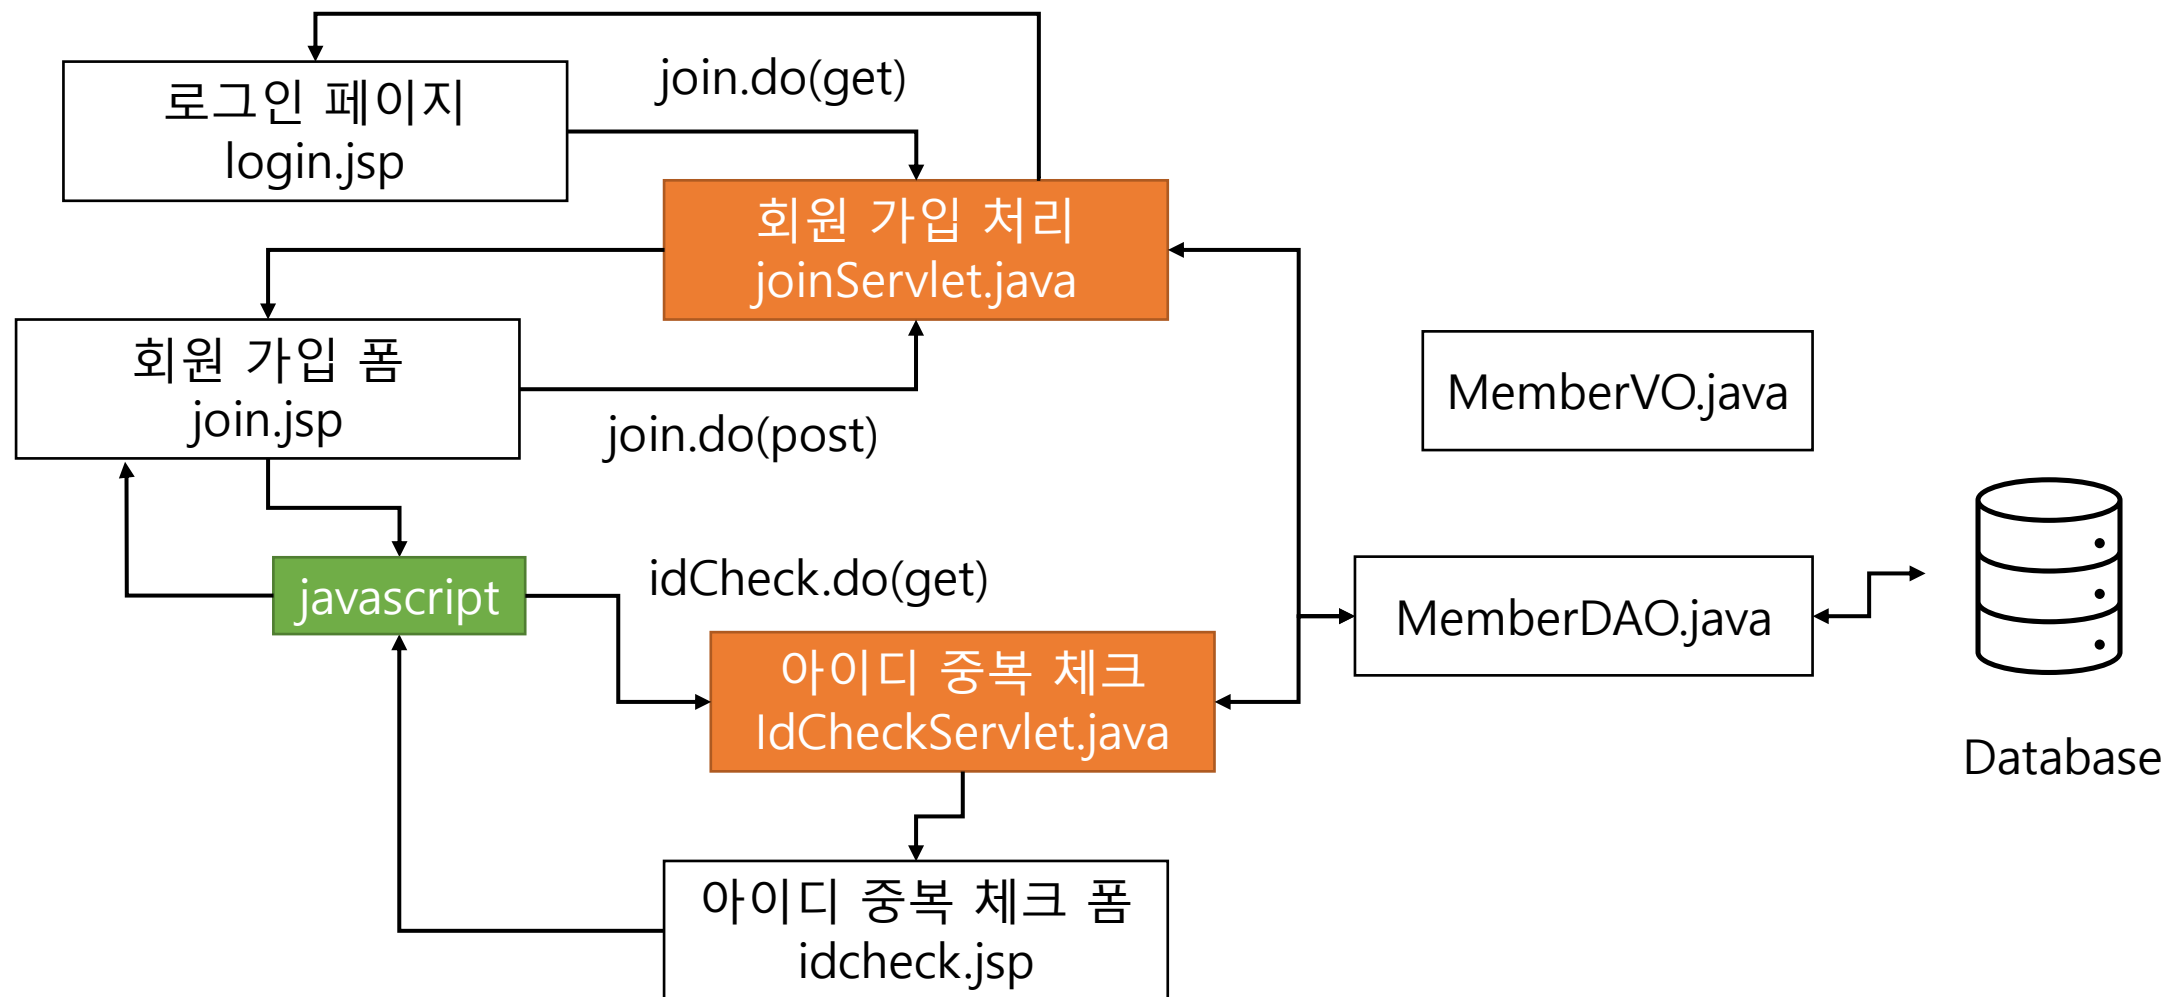 join.do(get)
로그인 페이지
login.jsp
회원 가입 처리
joinServlet.java
회원 가입 폼
join.jsp
join.do(post)
MemberVO.java
javascript
idCheck.do(get)
MemberDAO.java
아이디 중복 체크
IdCheckServlet.java
Database
아이디 중복 체크 폼
idcheck.jsp